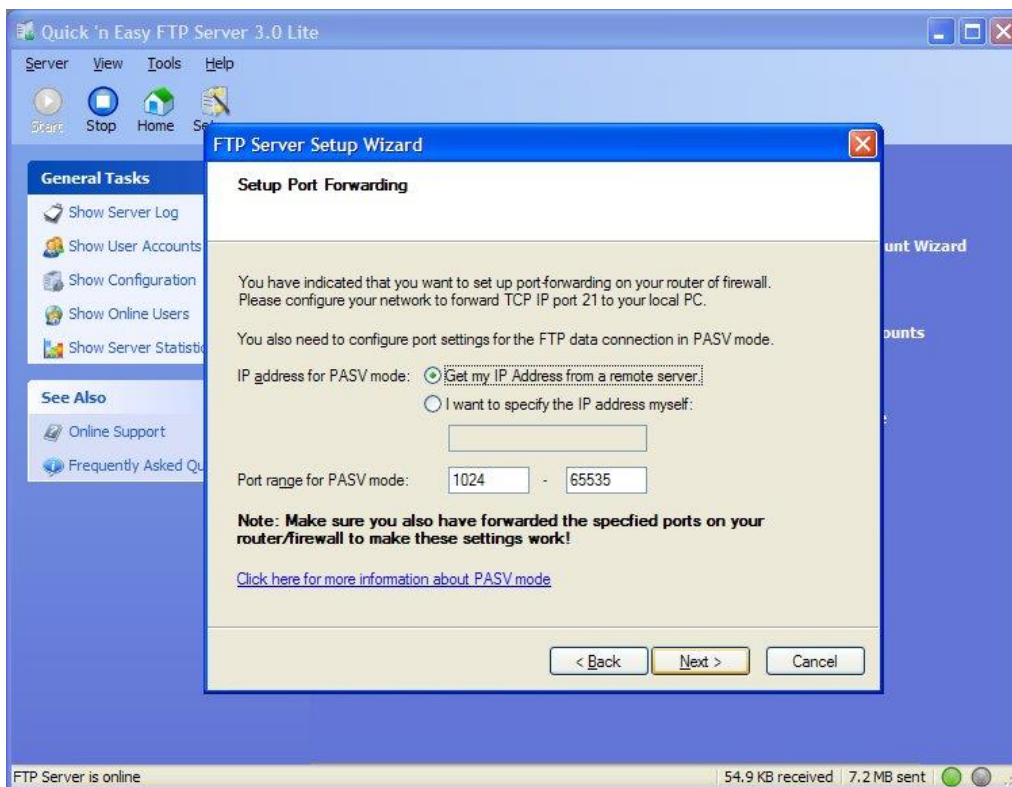 Quick 'n Easy FTP Server 3.0 Lite
Server View Tools Help
Start Stop Home
General Tasks
Show Server Log
Show User Accounts
Show Configuration
Show Online Users
Show Server
See Also
Online Support
Frequently Asked
FTP Server Setup Wizard
Setup Port Forwarding
You have indicated that you want to set up port-forwarding on your router of firewall.
Please configure your network to forward TCP IP port 21 to your local PC.
You also need to configure port settings for the FTP data connection in PASV mode.
IP address for PASV mode: Get my IP Address from a remote server.
I want to specify the IP address myself:
Port range for PASV mode: 1024 - 65535
Note: Make sure you also have forwarded the specfied ports on your
router/firewall to make these settings work!
Click here for more information about PASV mode
< Back Next > Cancel
Wizard
FTP Server is online 54.9 KB received 7.2 MB sent